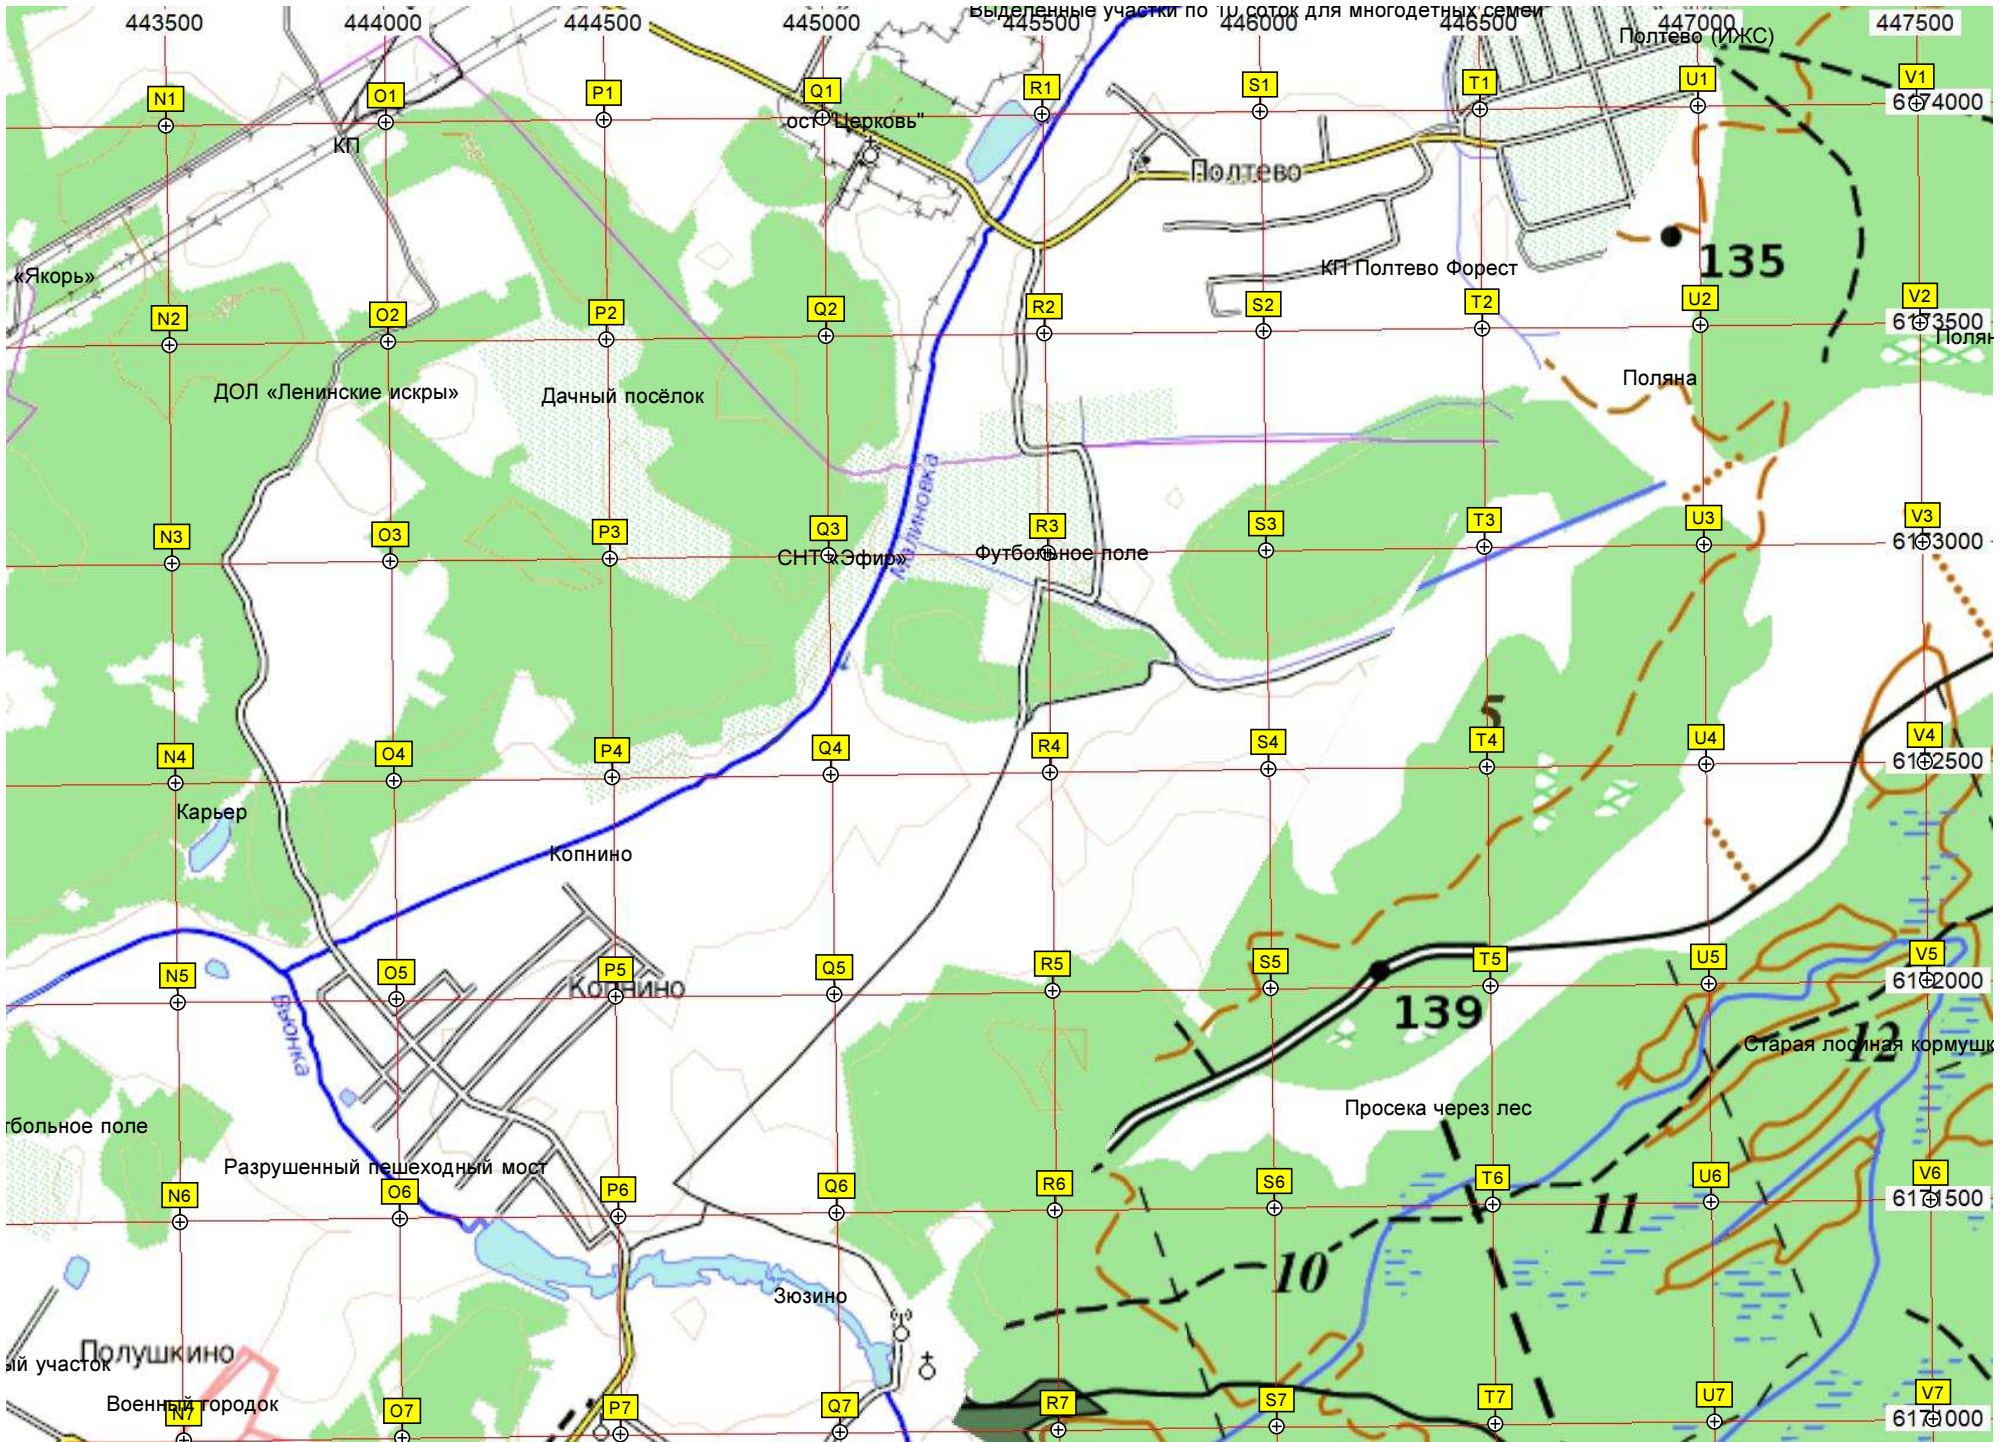 Выделенные участки по 10 соток для многодетных семей
443500 444000 444500 445000 445500 446000 446500 447000 447500
Полтево (ИЖС)
N1 O1 P1 Q1 R1 S1 T1 U1 V1
6174000
ост "Церковь"
КП
Полтево
135
«Якорь»
КП Полтево Форест
N2 O2 P2 Q2 R2 S2 T2 U2 V2
6173500
Полян
ДОЛ «Ленинские искры»
Дачный посёлок
Поляна
Малиновка
N3 O3 P3 Q3 R3 S3 T3 U3 V3
6173000
СНТ «Эфир»
Футбольное поле
5
N4 O4 P4 Q4 R4 S4 T4 U4 V4
6172500
Карьер
Копнино
N5 O5 P5 Q5 R5 S5 T5 U5 V5
6172000
Копнино
139
Вьюнка
12
Старая лосиная кормушк
Просека через лес
тбольное поле
Разрушенный пешеходный мост
N6 O6 P6 Q6 R6 S6 T6 U6 V6
6171500
11
10
Зюзино
Полушкино
ый участок
Военный городок
N7 O7 P7 Q7 R7 S7 T7 U7 V7
6171000